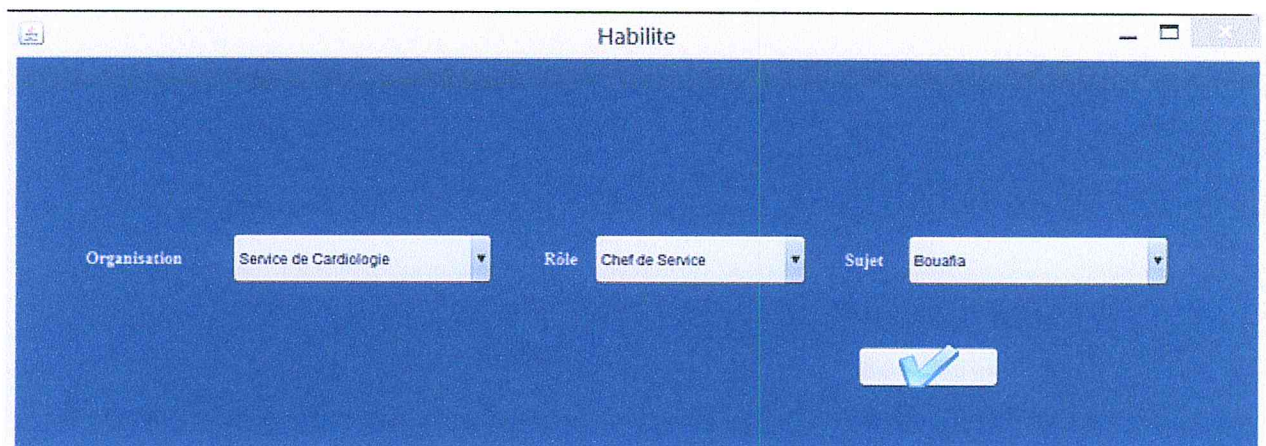 Habilite
Organisation Service de Cardiologie Rôle Chef de Service Sujet Bouafia